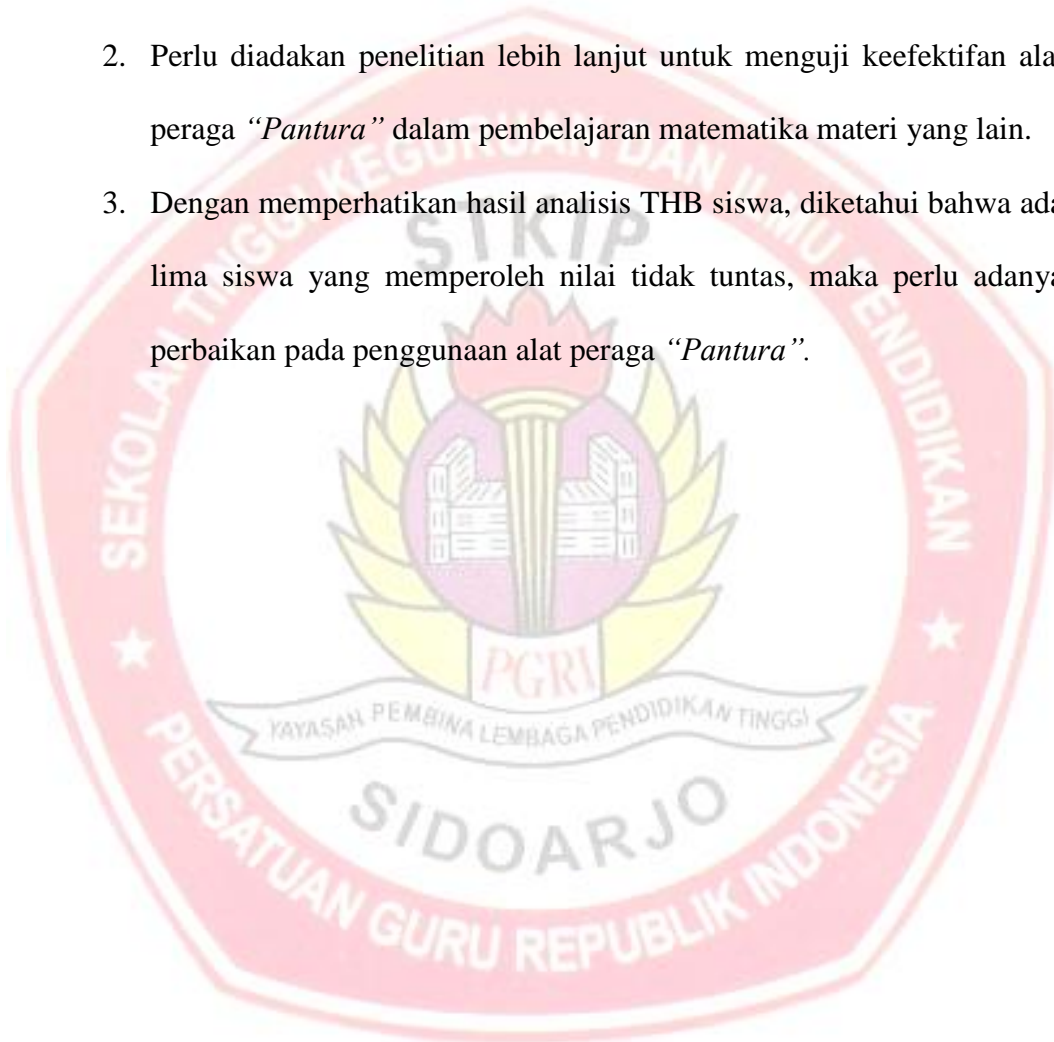 2. Perlu diadakan penelitian lebih lanjut untuk menguji keefektifan ala
peraga “Pantura” dalam pembelajaran matematika materi yang lain.
3. Dengan memperhatikan hasil analisis THB siswa, diketahui bahwa ada
lima siswa yang memperoleh nilai tidak tuntas, maka perlu adanya
perbaikan pada penggunaan alat peraga “Pantura”.
SEKOLAH TINGGI KEGURUAN DAN ILMU PENDIDIKAN
STKIP
PGRI
YAYASAN PEMBINA LEMBAGA PENDIDIKAN TINGGI
SIDOARJO
PERSATUAN GURU REPUBLIK INDONESIA